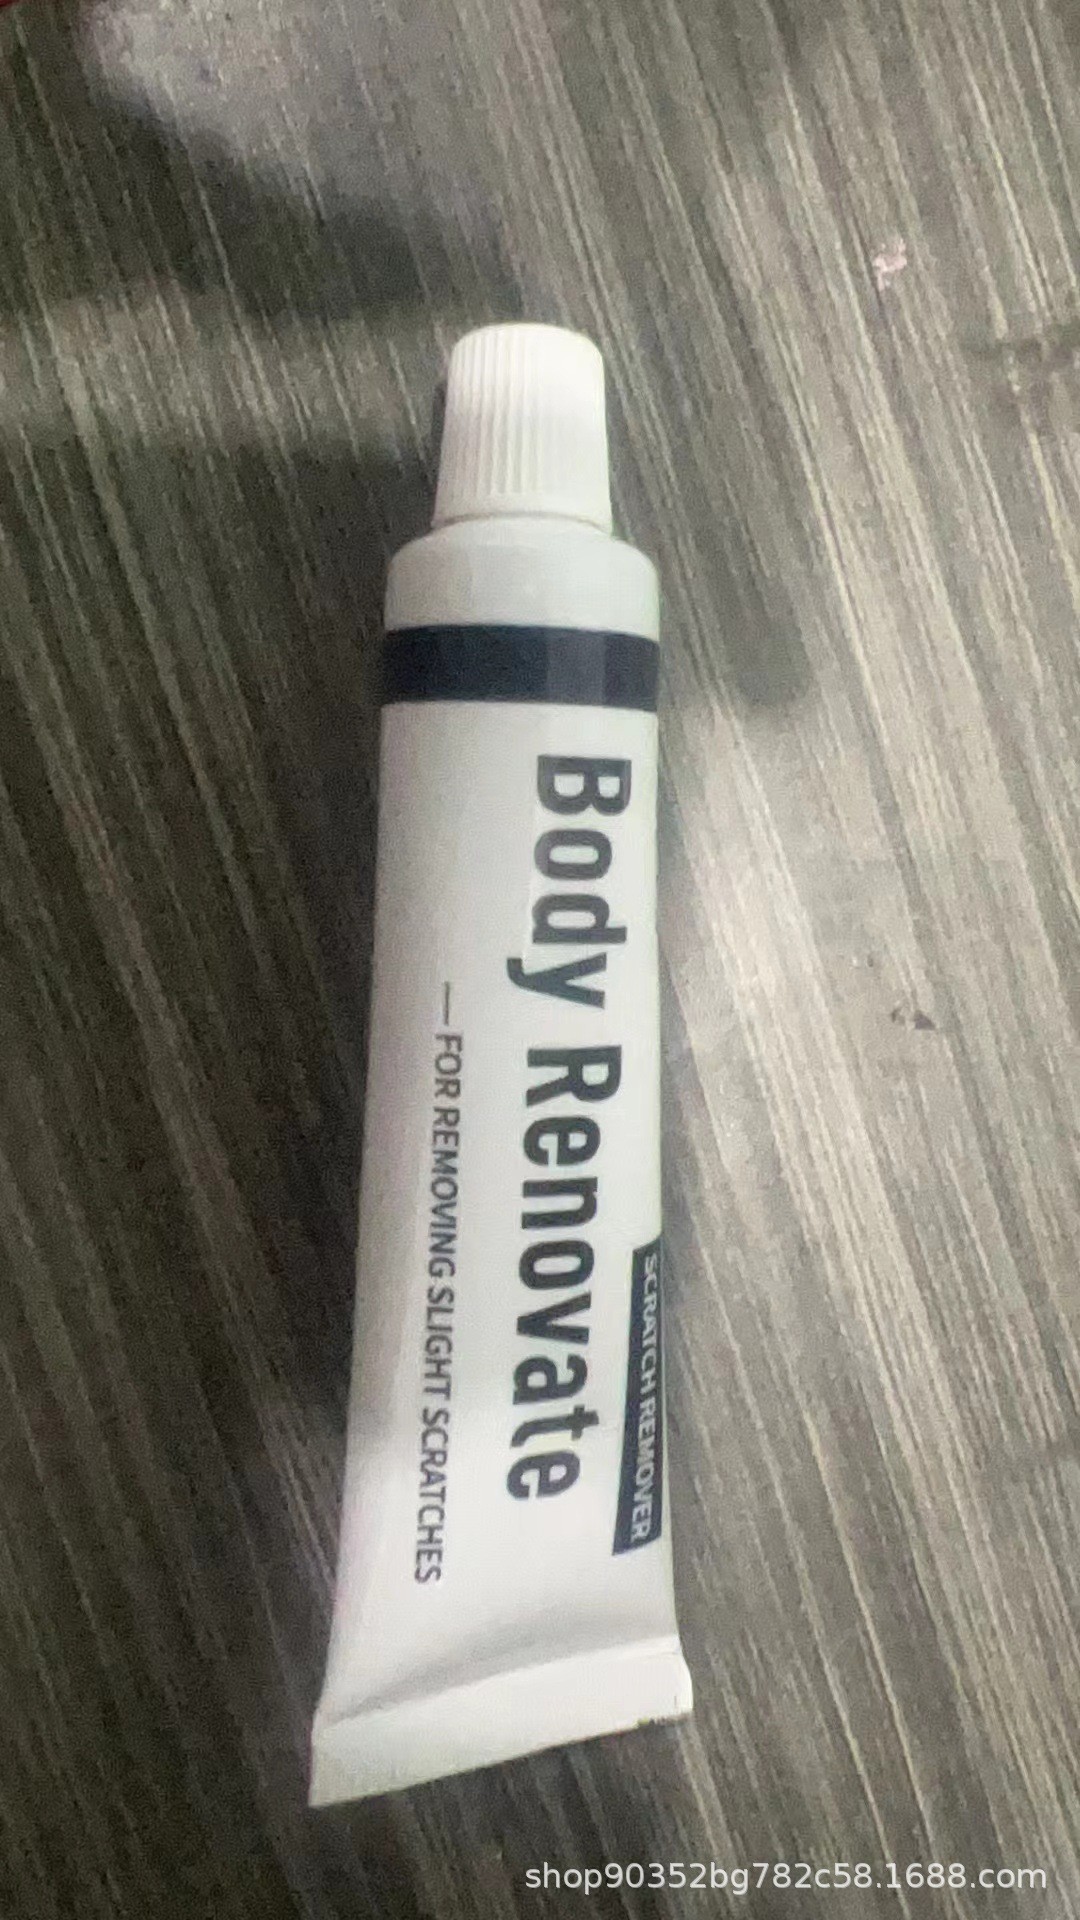 SCRATCH REMOVER
Body Renovate
— FOR REMOVING SLIGHT SCRATCHES
shop90352bg782c58.1688.com